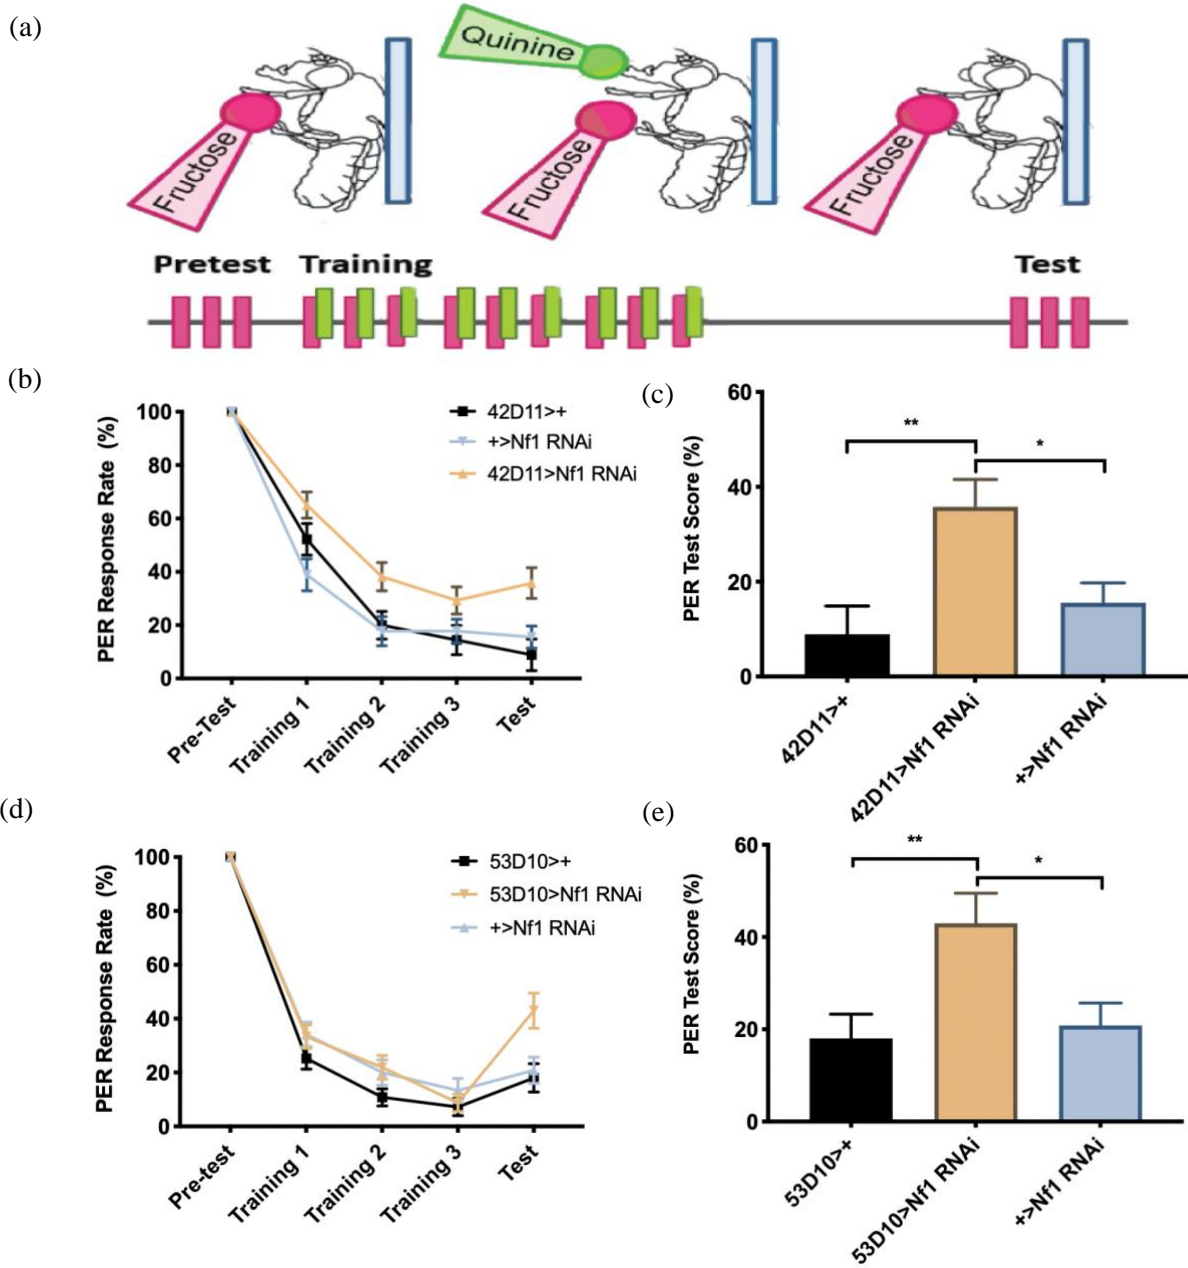 (a)
Quinine
Fructose
Fructose
Fructose
Pretest
Training
Test
(b)
PER Response Rate (%)
100
80
60
40
20
0
42D11>+
+>Nf1 RNAi
42D11>Nf1 RNAi
Pre-Test
Training 1
Training 2
Training 3
Test
(c)
PER Test Score (%)
60
40
20
0
**
*
42D11>+
42D11>Nf1 RNAi
+>Nf1 RNAi
(d)
PER Response Rate (%)
100
80
60
40
20
0
53D10>+
53D10>Nf1 RNAi
+>Nf1 RNAi
Pre-test
Training 1
Training 2
Training 3
Test
(e)
PER Test Score (%)
60
40
20
0
**
*
53D10>+
53D10>Nf1 RNAi
+>Nf1 RNAi